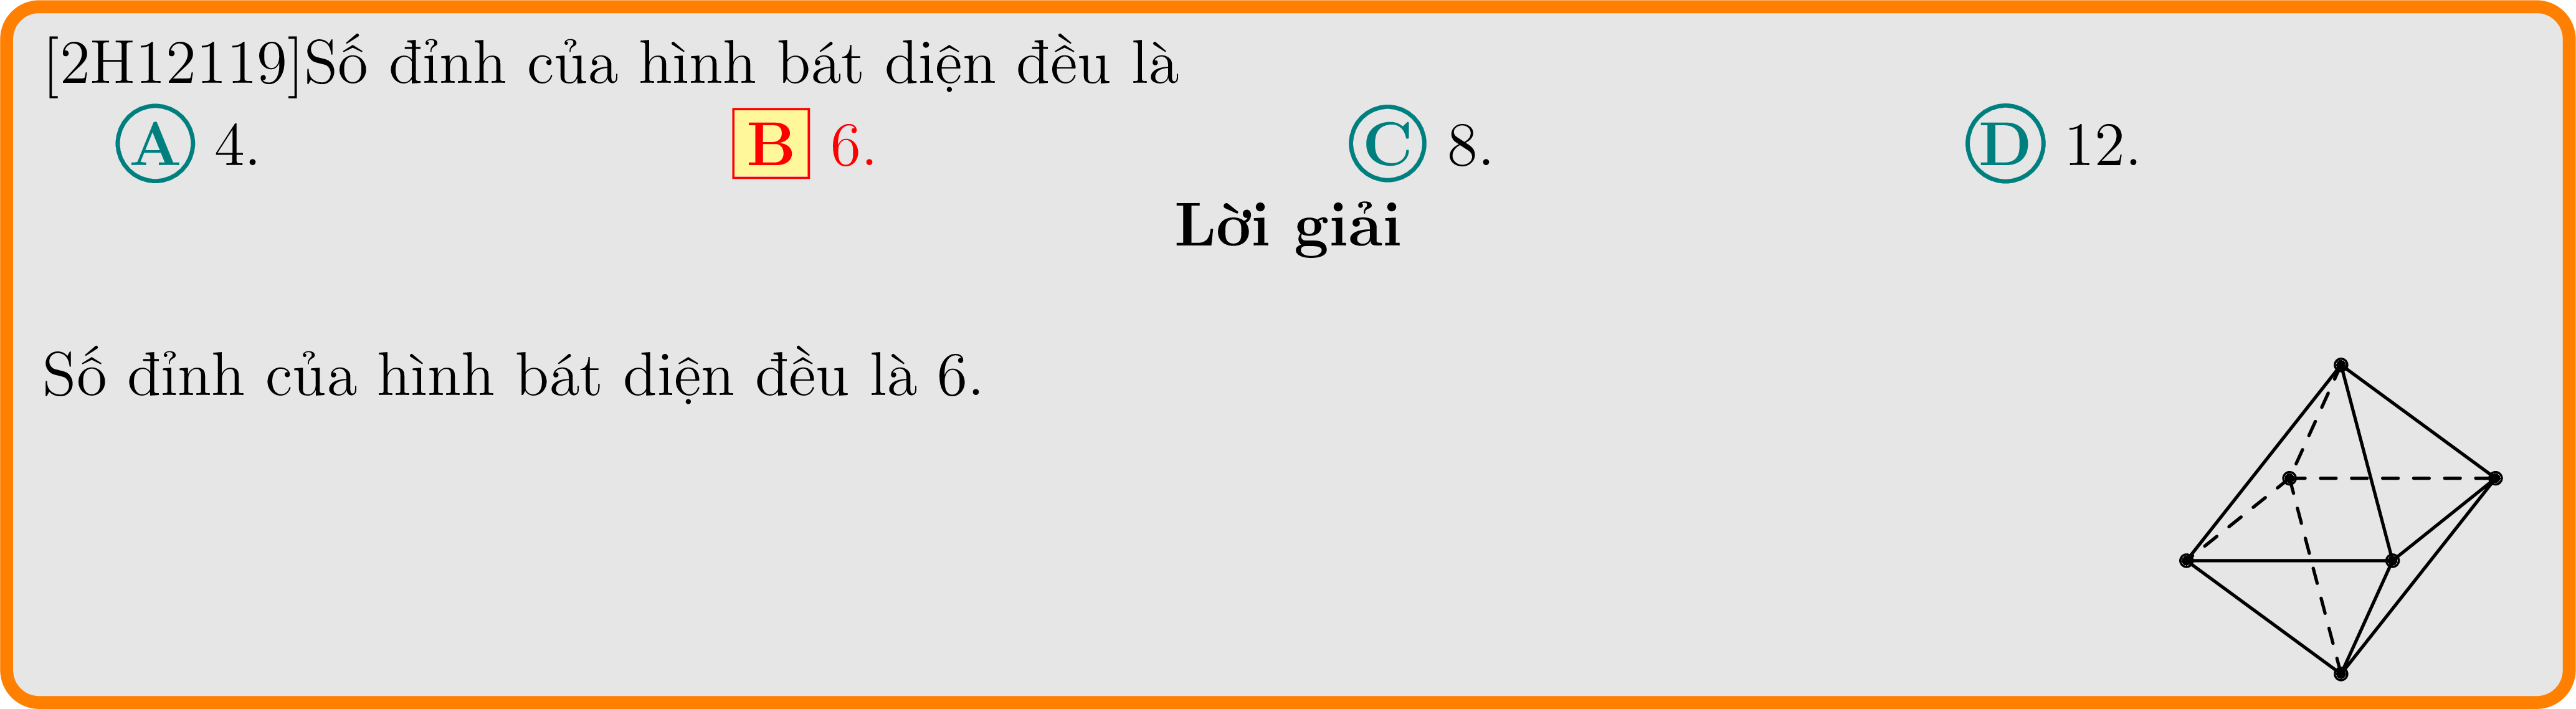 [2H12119]Số đỉnh của hình bát diện đều là
A 4. B 6. C 8. D 12.
Lời giải
Số đỉnh của hình bát diện đều là 6.